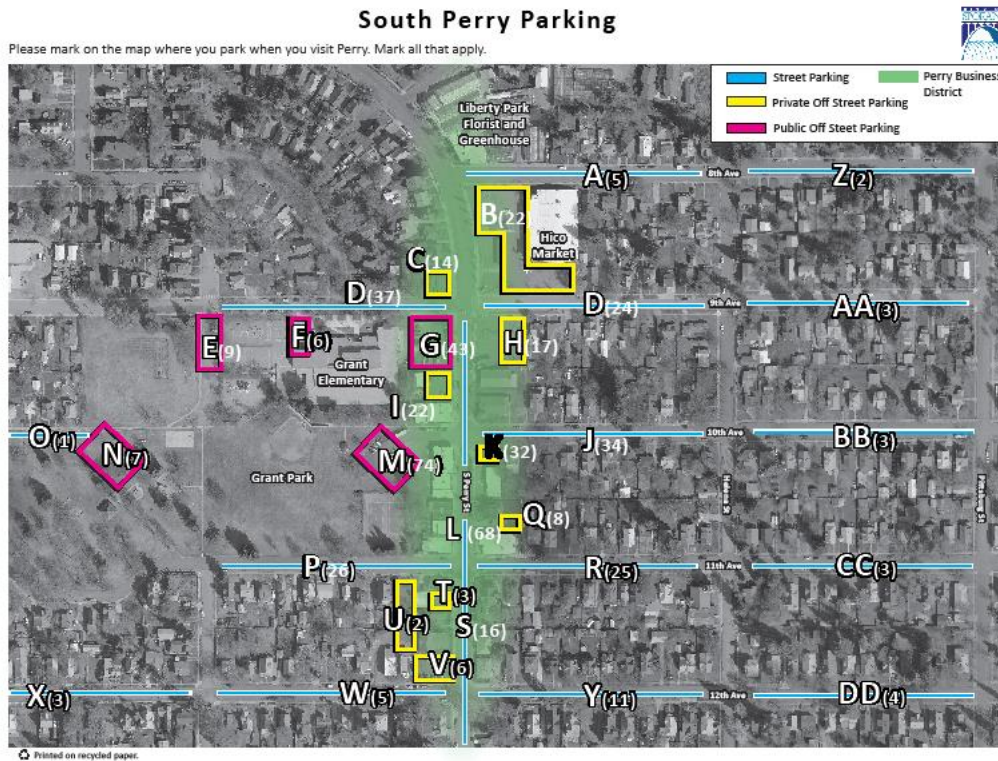 South Perry Parking
Please mark on the map where you park when you visit Perry. Mark all that apply.
Street Parking
Perry Business
District
Private Off Street Parking
Public Off Steet Parking
Liberty Park
Florist and
Greenhouse
A(5)
8th Ave
Z(2)
B(22
Hico
Market
C(14)
D(37)
D(24)
9th Ave
AA(3)
E(9)
F(6)
G(43)
H(17)
Grant
Elementary
I(22)
O(1)
K(32)
J(34)
10th Ave
BB(3)
N(7)
M(74)
Grant Park
S Perry St
Q(8)
L(68)
P(26)
R(25)
11th Ave
CC(3)
T(3)
U(2)
S(16)
V(6)
X(3)
W(5)
Y(11)
12th Ave
DD(4)
Printed on recycled paper.